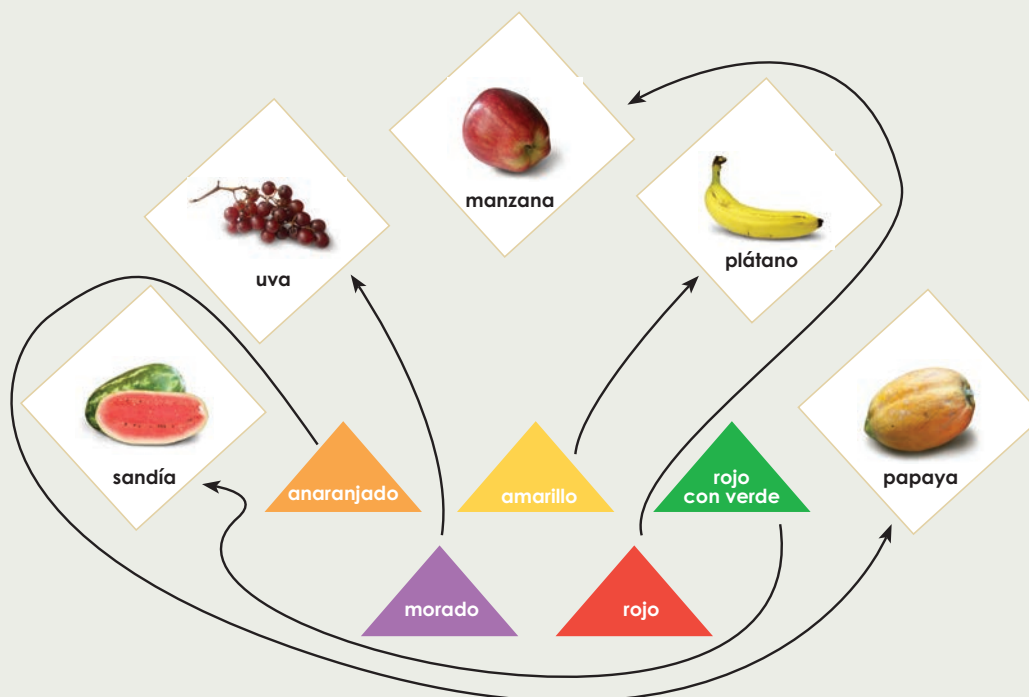 manzana
plátano
uva
sandía
papaya
anaranjado
amarillo
rojo
con verde
morado
rojo